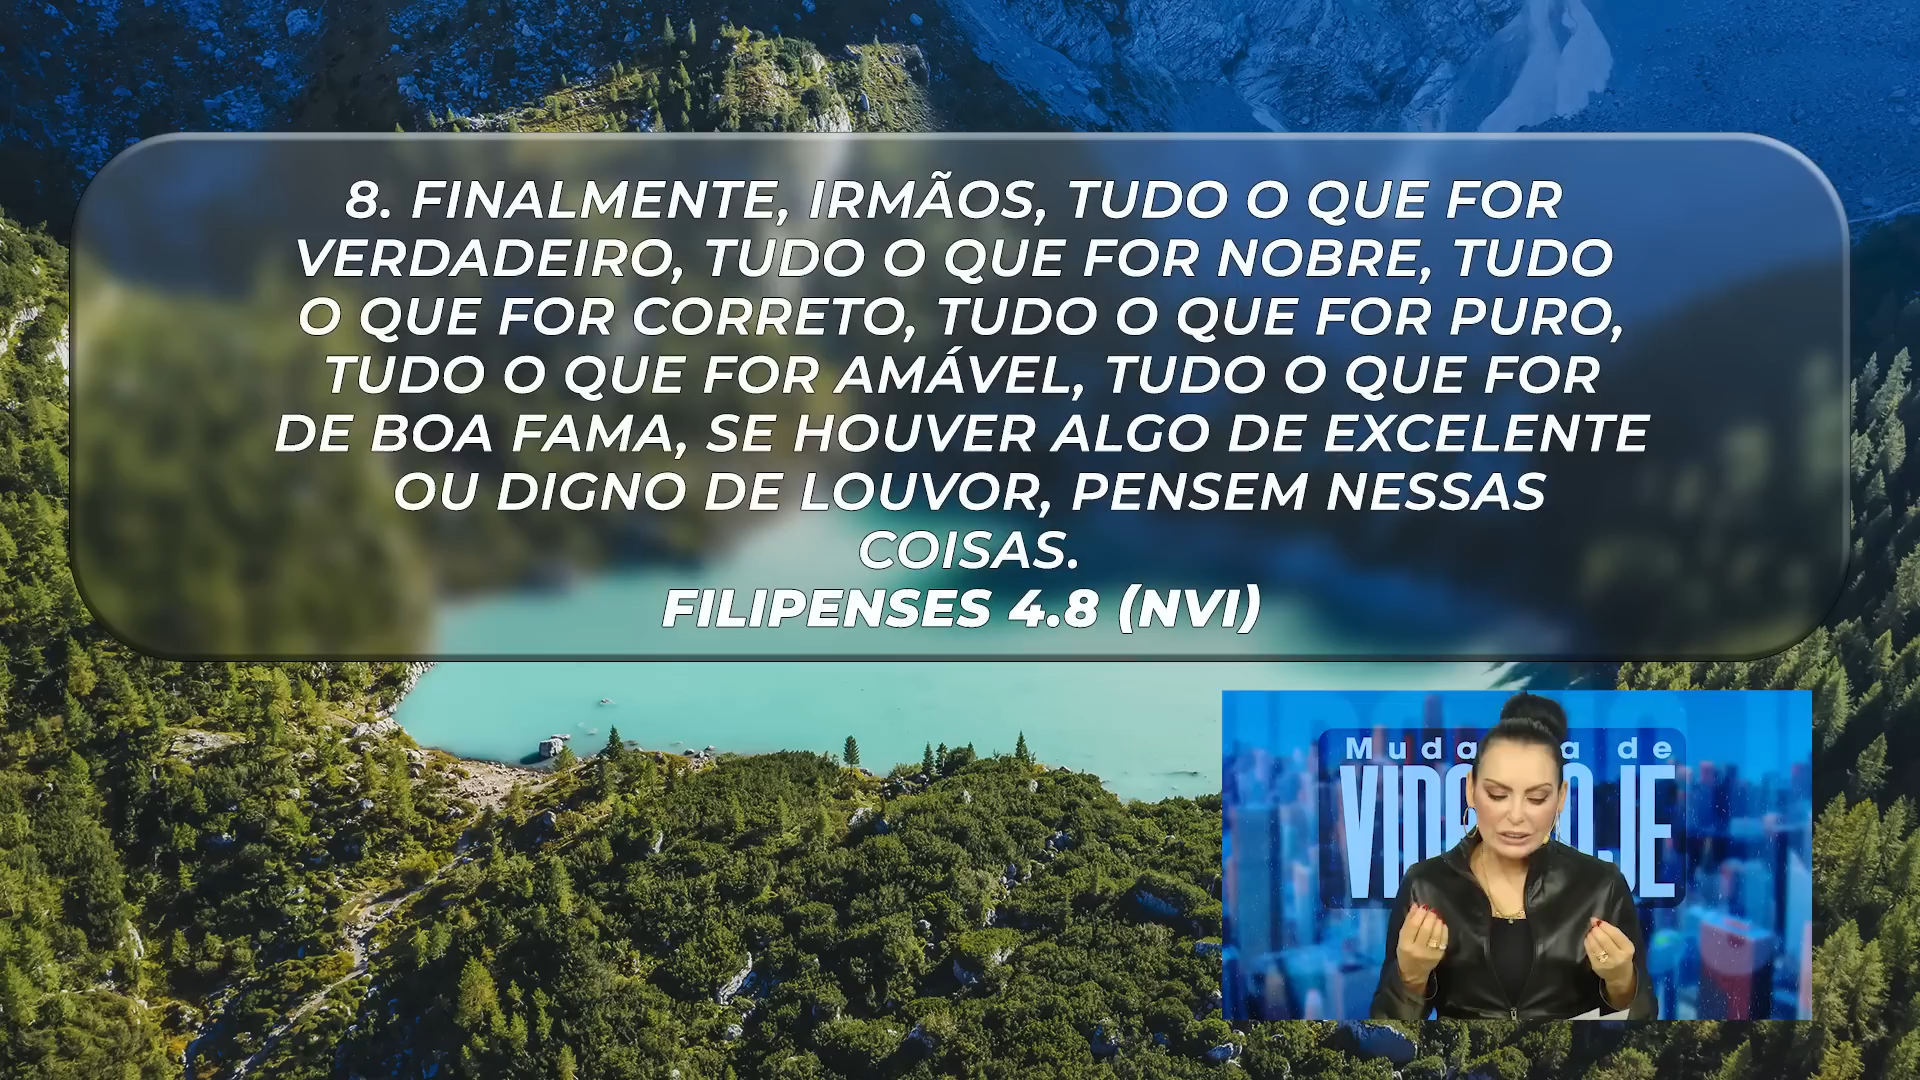 8. FINALMENTE, IRMÃOS, TUDO O QUE FOR
VERDADEIRO, TUDO O QUE FOR NOBRE, TUDO
O QUE FOR CORRETO, TUDO O QUE FOR PURO,
TUDO O QUE FOR AMÁVEL, TUDO O QUE FOR
DE BOA FAMA, SE HOUVER ALGO DE EXCELENTE
OU DIGNO DE LOUVOR, PENSEM NESSAS
COISAS.
FILIPENSES 4.8 (NVI)
de